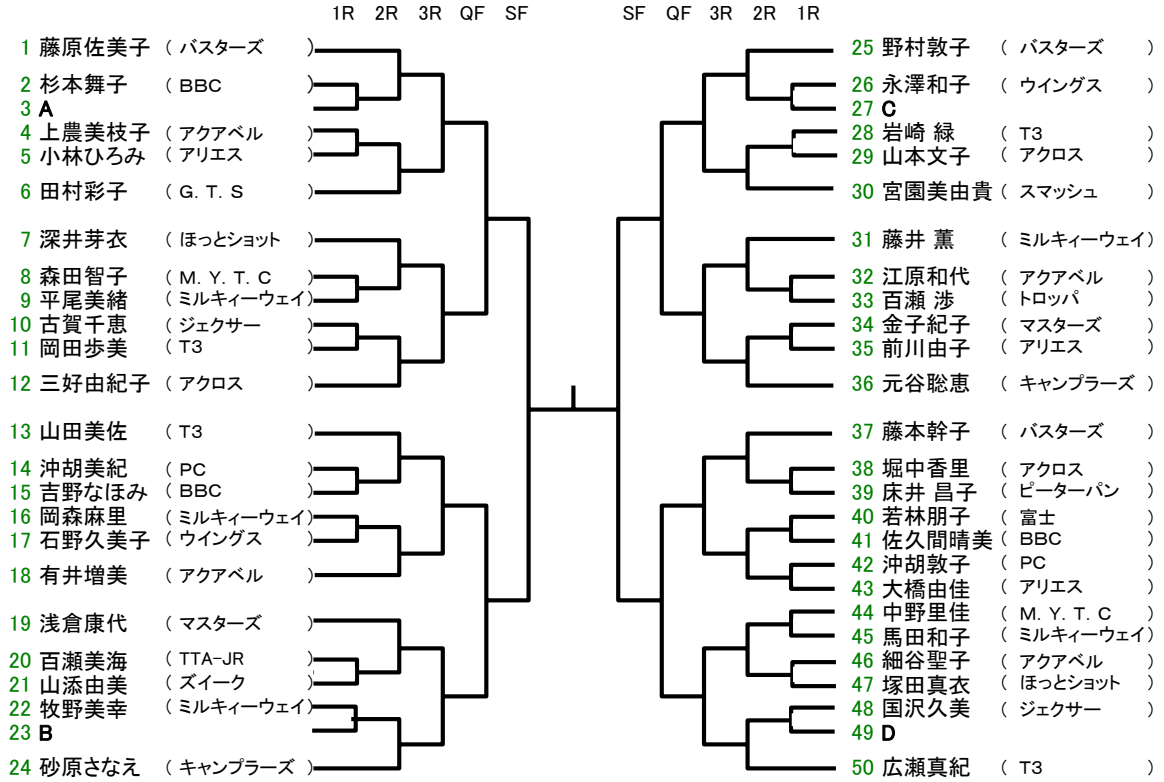 1R 2R 3R QF SF
SF QF 3R 2R 1R
1 藤原佐美子 ( バスターズ )
2 杉本舞子 ( BBC )
3 A
4 上農美枝子 ( アクアベル )
5 小林ひろみ ( アリエス )
6 田村彩子 ( G. T. S )
7 深井芽衣 ( ほっとショット )
8 森田智子 ( M. Y. T. C )
9 平尾美緒 ( ミルキィーウェイ )
10 古賀千恵 ( ジェクサー )
11 岡田歩美 ( T3 )
12 三好由紀子 ( アクロス )
13 山田美佐 ( T3 )
14 沖胡美紀 ( PC )
15 吉野なほみ ( BBC )
16 岡森麻里 ( ミルキィーウェイ )
17 石野久美子 ( ウイングス )
18 有井増美 ( アクアベル )
19 浅倉康代 ( マスターズ )
20 百瀬美海 ( TTA-JR )
21 山添由美 ( ズイーク )
22 牧野美幸 ( ミルキィーウェイ )
23 B
24 砂原さなえ ( キャンプラーズ )
25 野村敦子 ( バスターズ )
26 永澤和子 ( ウイングス )
27 C
28 岩崎 緑 ( T3 )
29 山本文子 ( アクロス )
30 宮園美由貴 ( スマッシュ )
31 藤井 薫 ( ミルキィーウェイ )
32 江原和代 ( アクアベル )
33 百瀬 渉 ( トロッパ )
34 金子紀子 ( マスターズ )
35 前川由子 ( アリエス )
36 元谷聡恵 ( キャンプラーズ )
37 藤本幹子 ( バスターズ )
38 堀中香里 ( アクロス )
39 床井 昌子 ( ピーターパン )
40 若林朋子 ( 富士 )
41 佐久間晴美 ( BBC )
42 沖胡敦子 ( PC )
43 大橋由佳 ( アリエス )
44 中野里佳 ( M. Y. T. C )
45 馬田和子 ( ミルキィーウェイ )
46 細谷聖子 ( アクアベル )
47 塚田真衣 ( ほっとショット )
48 国沢久美 ( ジェクサー )
49 D
50 広瀬真紀 ( T3 )